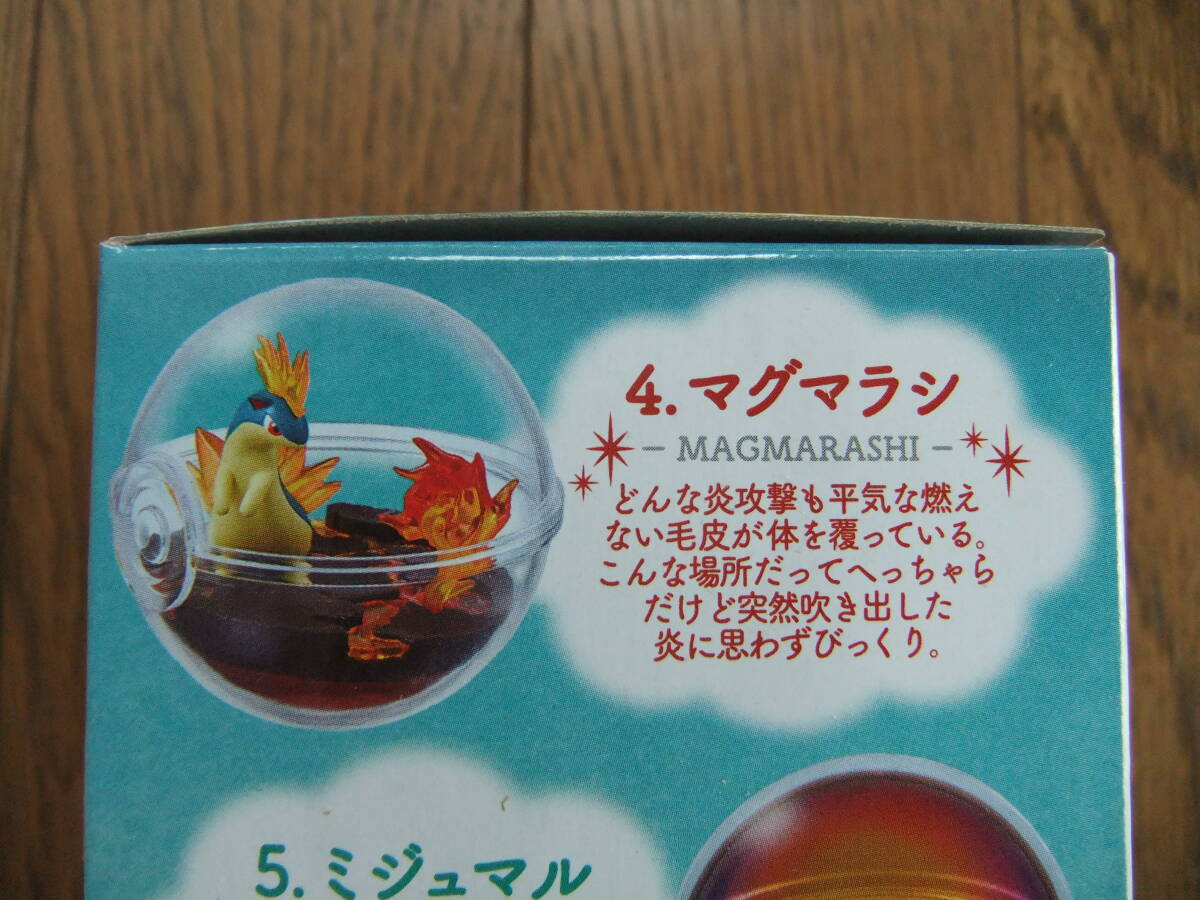 4.マグマラシ
- MAGMARASHI -
どんな炎攻撃も平気な燃え
ない毛皮が体を覆っている。
こんな場所だってへっちゃら
だけど突然吹き出した
炎に思わずびっくり。
5.ミジュマル